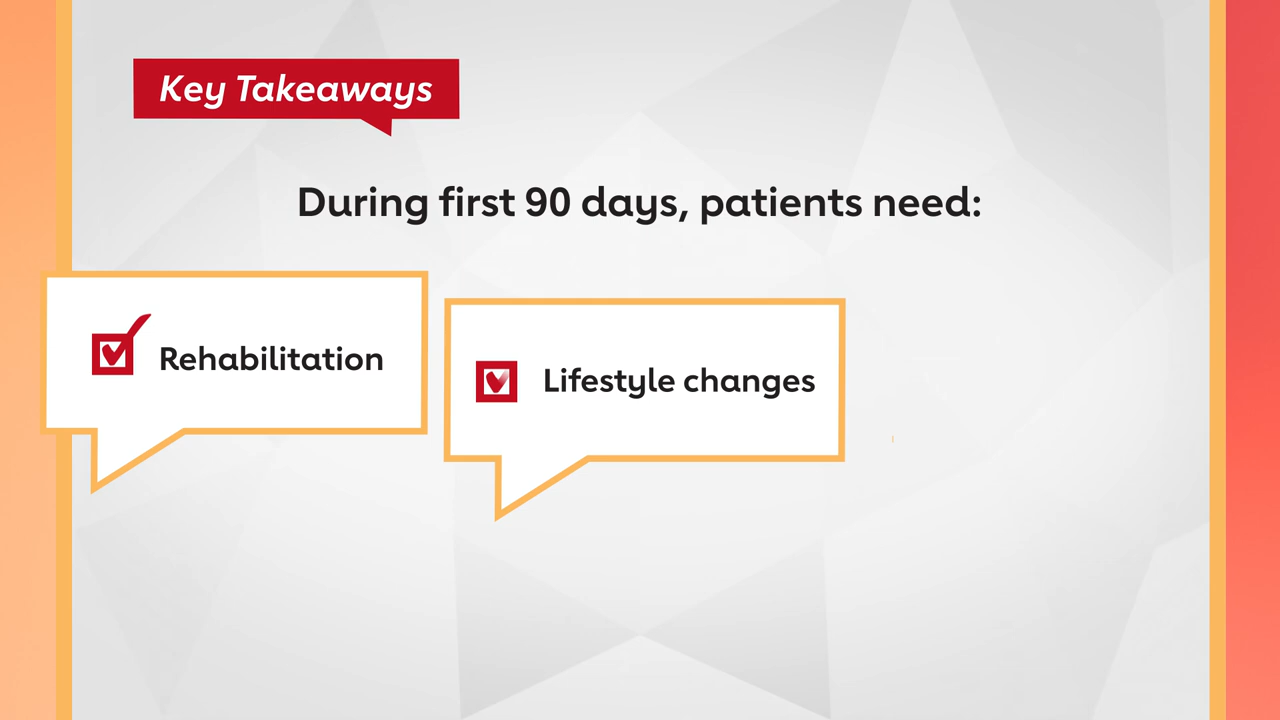 Key Takeaways
During first 90 days, patients need:
Rehabilitation
Lifestyle changes